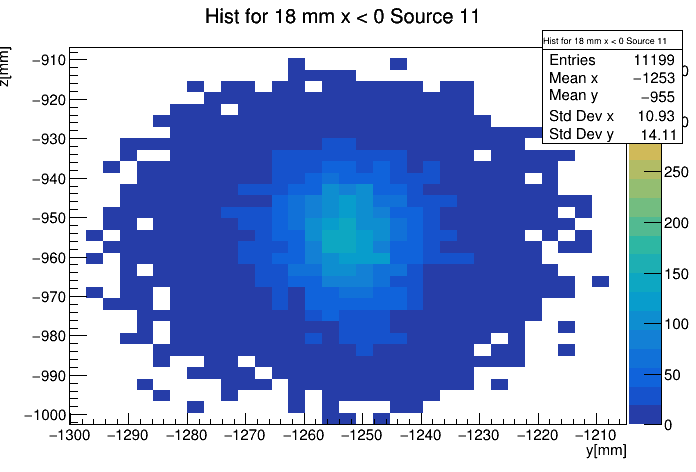 Hist for 18 mm x < 0 Source 11
z[mm]
Hist for 18 mm x < 0 Source 11
Entries 11199
Mean x −1253
Mean y −955
Std Dev x 10.93
Std Dev y 14.11
−910
−920
−930
−940
−950
−960
−970
−980
−990
−1000
−1300 −1290 −1280 −1270 −1260 −1250 −1240 −1230 −1220 −1210
y[mm]
250
200
150
100
50
0